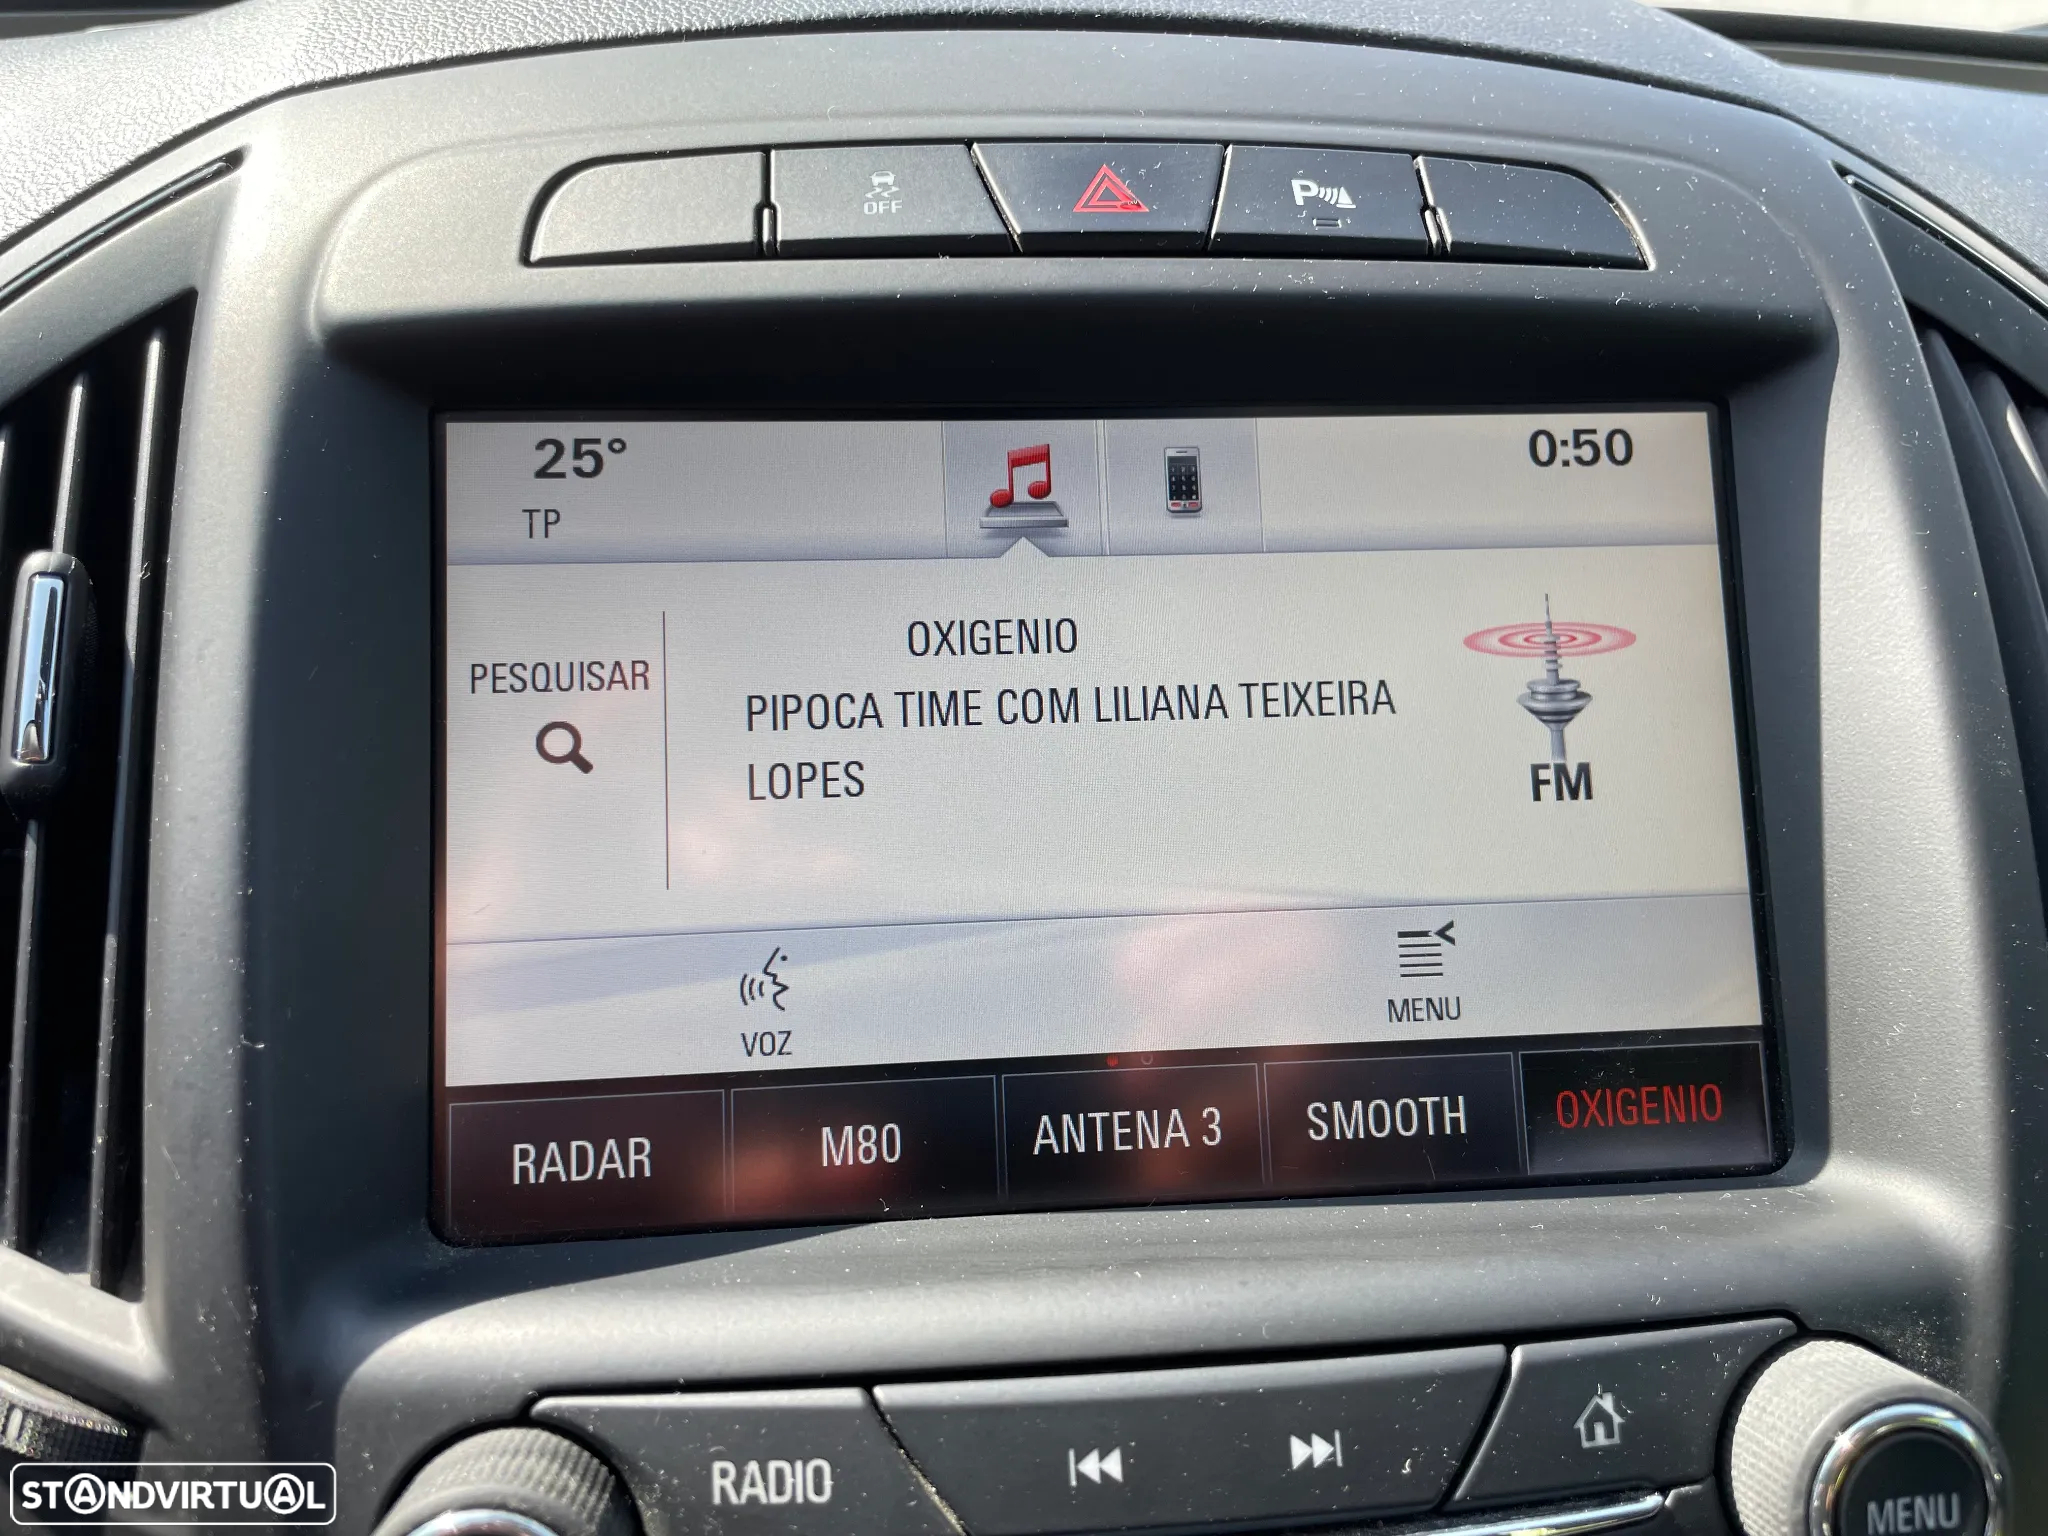 OFF
P
25°
0:50
TP
PESQUISAR
OXIGENIO
PIPOCA TIME COM LILIANA TEIXEIRA
LOPES
FM
VOZ
MENU
RADAR
M80
ANTENA 3
SMOOTH
OXIGENIO
RADIO
MENU
STANDVIRTUAL